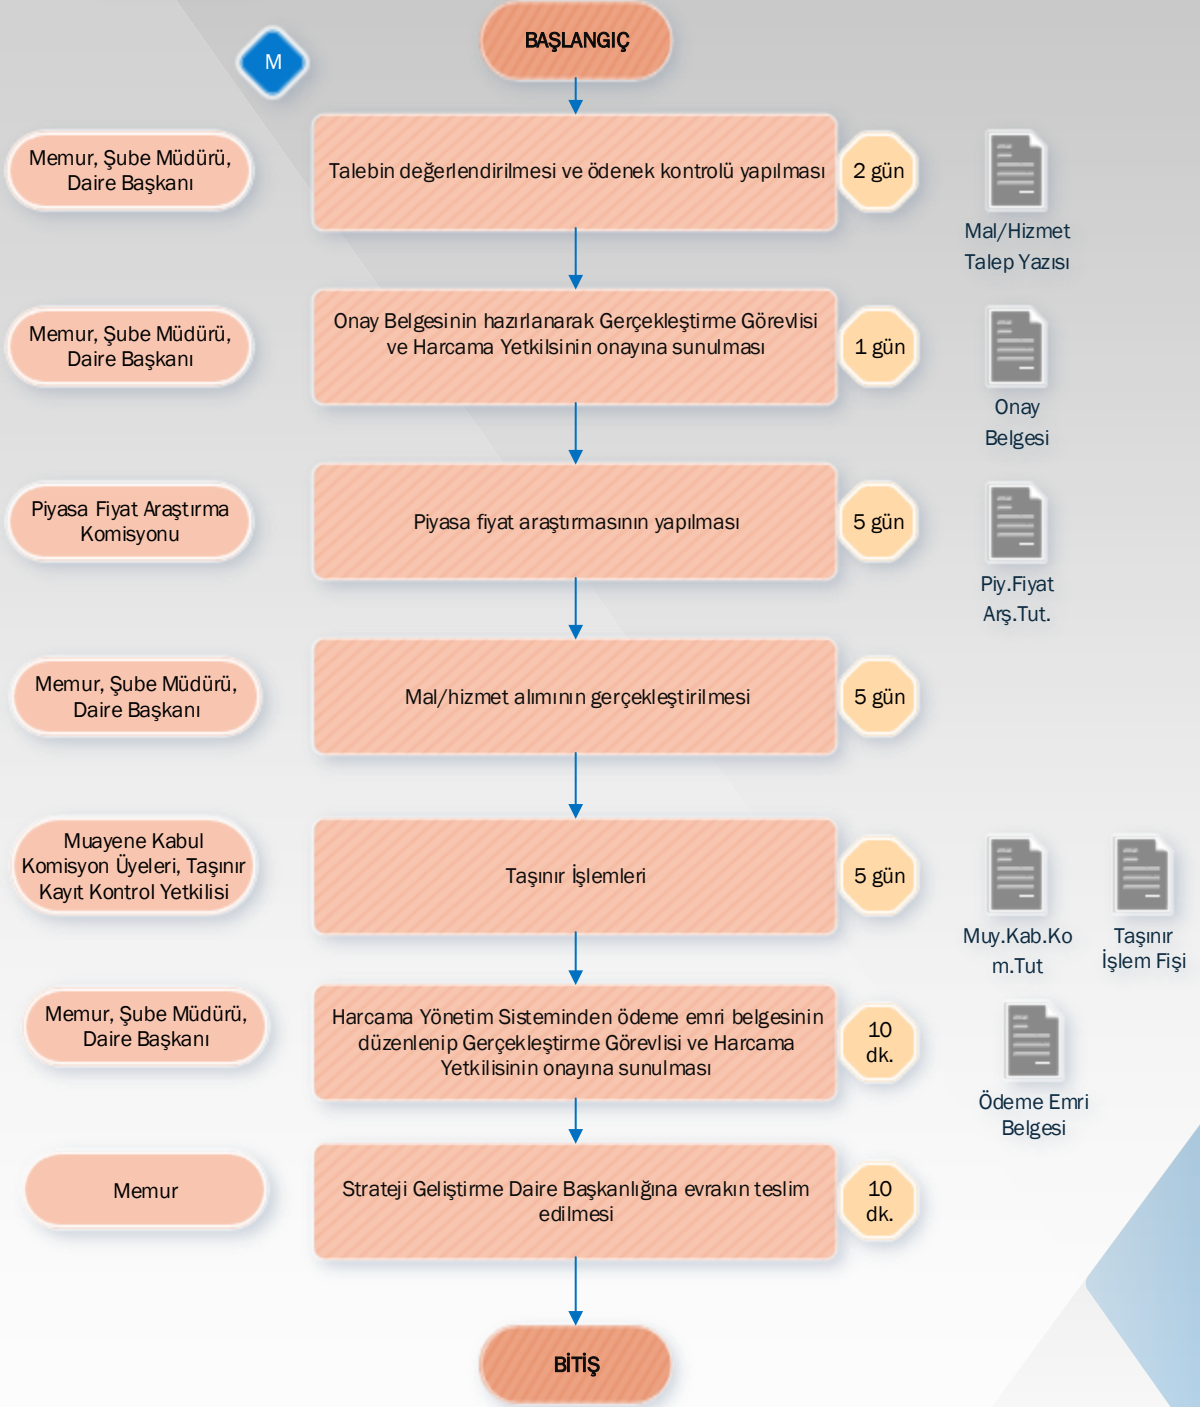 BAŞLANGIÇ
M
Memur, Şube Müdürü,
Daire Başkanı
Talebin değerlendirilmesi ve ödenek kontrolü yapılması
2 gün
Mal/Hizmet
Talep Yazısı
Memur, Şube Müdürü,
Daire Başkanı
Onay Belgesinin hazırlanarak Gerçekleştirme Görevlisi
ve Harcama Yetkilsinin onayına sunulması
1 gün
Onay
Belgesi
Piyasa Fiyat Araştırma
Komisyonu
Piyasa fiyat araştırmasının yapılması
5 gün
Piy.Fiyat
Arş.Tut.
Memur, Şube Müdürü,
Daire Başkanı
Mal/hizmet alımının gerçekleştirilmesi
5 gün
Muayene Kabul
Komisyon Üyeleri, Taşınır
Kayıt Kontrol Yetkilisi
Taşınır İşlemleri
5 gün
Muy.Kab.Ko
m.Tut
Taşınır
İşlem Fişi
Memur, Şube Müdürü,
Daire Başkanı
Harcama Yönetim Sisteminden ödeme emri belgesinin
düzenlenip Gerçekleştirme Görevlisi ve Harcama
Yetkilisinin onayına sunulması
10
dk.
Ödeme Emri
Belgesi
Memur
Strateji Geliştirme Daire Başkanlığına evrakın teslim
edilmesi
10
dk.
BİTİŞ